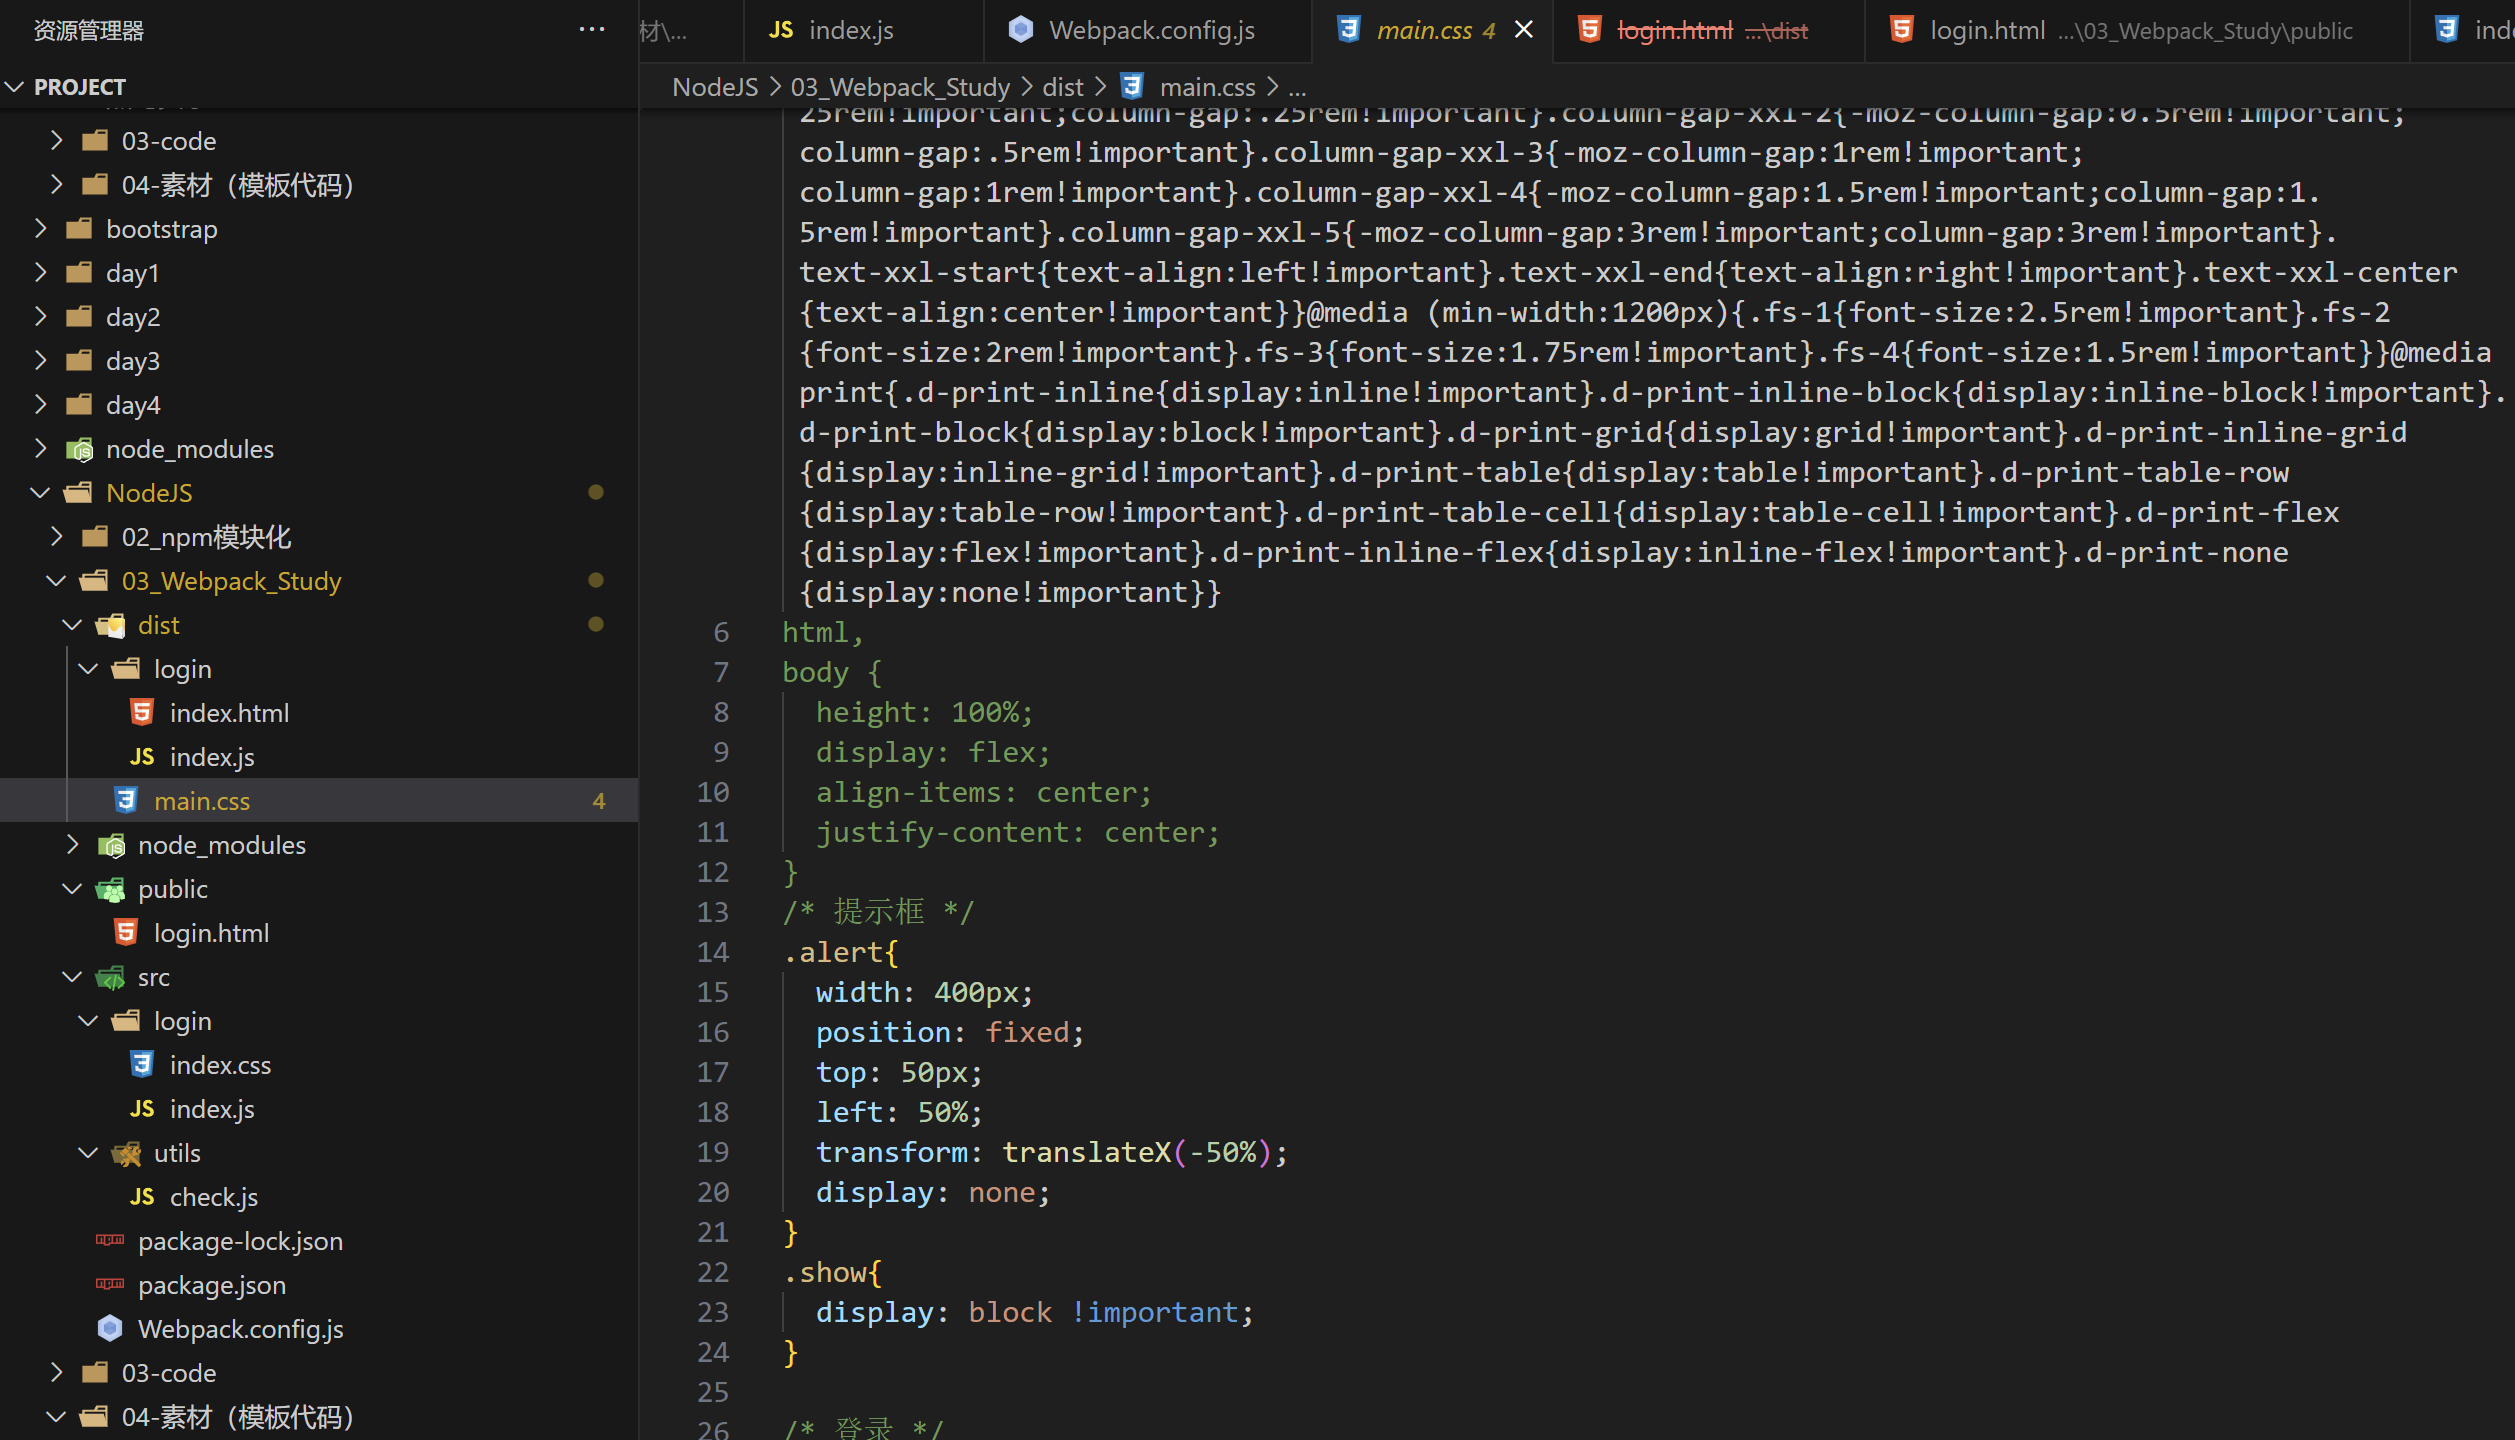 资源管理器
PROJECT
03-code
04-素材（模板代码）
bootstrap
day1
day2
day3
day4
node_modules
NodeJS
02_npm模块化
03_Webpack_Study
dist
login
index.html
index.js
main.css 4
node_modules
public
login.html
src
login
index.css
index.js
utils
check.js
package-lock.json
package.json
Webpack.config.js
03-code
04-素材（模板代码）
材\... JS index.js Webpack.config.js main.css 4 login.html ...\dist login.html ...\03_Webpack_Study\public
NodeJS > 03_Webpack_Study > dist > main.css > ...
25rem!important;column-gap:.25rem!important}.column-gap-xxl-2{-moz-column-gap:0.5rem!important;
column-gap:.5rem!important}.column-gap-xxl-3{-moz-column-gap:1rem!important;
column-gap:1rem!important}.column-gap-xxl-4{-moz-column-gap:1.5rem!important;column-gap:1.
5rem!important}.column-gap-xxl-5{-moz-column-gap:3rem!important;column-gap:3rem!important}.
text-xxl-start{text-align:left!important}.text-xxl-end{text-align:right!important}.text-xxl-center
{text-align:center!important}}@media (min-width:1200px){.fs-1{font-size:2.5rem!important}.fs-2
{font-size:2rem!important}.fs-3{font-size:1.75rem!important}.fs-4{font-size:1.5rem!important}}@media
print{.d-print-inline{display:inline!important}.d-print-inline-block{display:inline-block!important}.
d-print-block{display:block!important}.d-print-grid{display:grid!important}.d-print-inline-grid
{display:inline-grid!important}.d-print-table{display:table!important}.d-print-table-row
{display:table-row!important}.d-print-table-cell{display:table-cell!important}.d-print-flex
{display:flex!important}.d-print-inline-flex{display:inline-flex!important}.d-print-none
{display:none!important}}
6 html,
7 body {
8 height: 100%;
9 display: flex;
10 align-items: center;
11 justify-content: center;
12 }
13 /* 提示框 */
14 .alert{
15 width: 400px;
16 position: fixed;
17 top: 50px;
18 left: 50%;
19 transform: translateX(-50%);
20 display: none;
21 }
22 .show{
23 display: block !important;
24 }
25
26 /* 登录 */